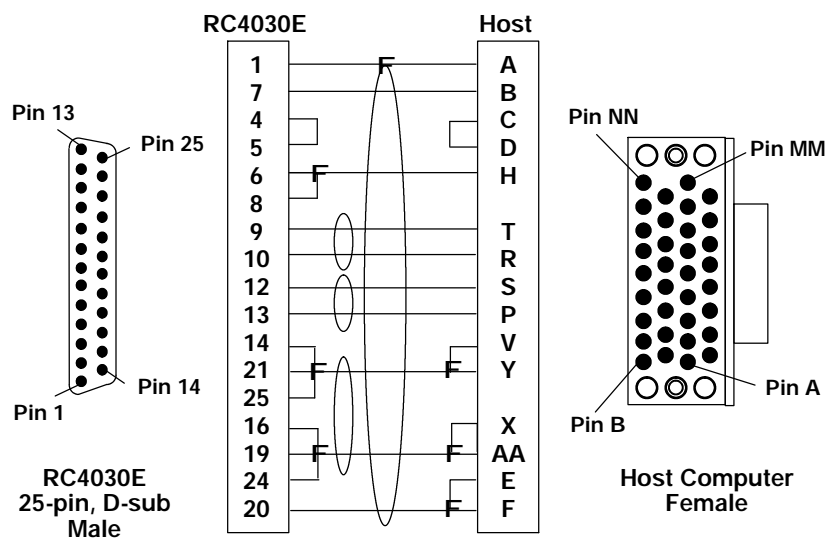 RC4030E Host
1 A
7 B
4 C
5 D
6 H
8
9 T
10 R
12 S
13 P
14 V
21 Y
25
16 X
19 AA
24 E
20 F
F
F
F
F
F
F
F
Pin 13
Pin 25
Pin 14
Pin 1
RC4030E
25-pin, D-sub
Male
Pin NN
Pin MM
Pin A
Pin B
Host Computer
Female